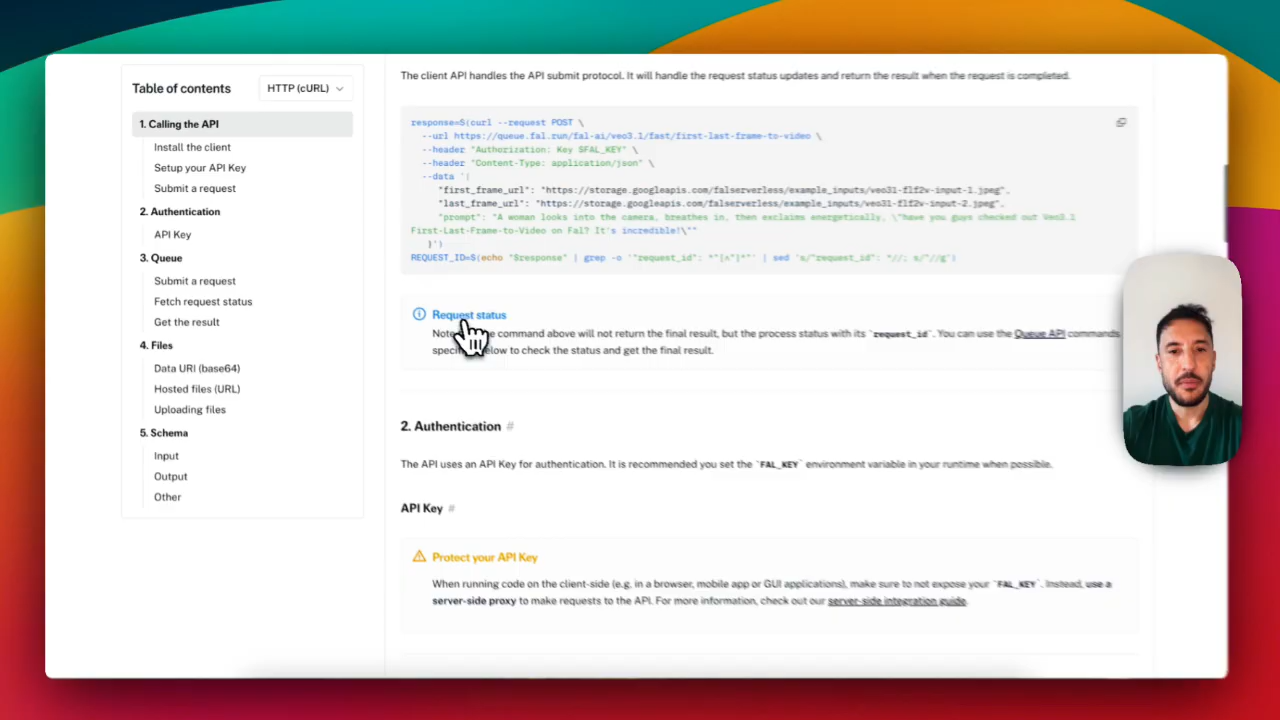 Table of contents
HTTP (cURL)
1. Calling the API
Install the client
Setup your API Key
Submit a request
2. Authentication
API Key
3. Queue
Submit a request
Fetch request status
Get the result
4. Files
Data URI (base64)
Hosted files (URL)
Uploading files
5. Schema
Input
Output
Other
The client API handles the API submit protocol. It will handle the request status updates and return the result when the request is completed.
response=$(curl --request POST \
--url https://queue.fal.run/fal-ai/veo3.1/fast/first-last-frame-to-video \
--header "Authorization: Key $FAL_KEY" \
--header "Content-Type: application/json" \
--data '{
"first_frame_url": "https://storage.googleapis.com/falserverless/example_inputs/veo31-flf2v-input-1.jpeg",
"last_frame_url": "https://storage.googleapis.com/falserverless/example_inputs/veo31-flf2v-input-2.jpeg",
"prompt": "A woman looks into the camera, breathes in, then exclaims energetically, \"have you guys checked out Veo3.1
First-Last-Frame-to-Video on Fal? It's incredible!\""
}')
REQUEST_ID=$(echo "$response" | grep -o '"request_id": *"[^"]*"' | sed 's/"request_id": *//; s/"//g')
Request status
Note command above will not return the final result, but the process status with its `request_id`. You can use the Queue API commands
below to check the status and get the final result.
2. Authentication #
The API uses an API Key for authentication. It is recommended you set the `FAL_KEY` environment variable in your runtime when possible.
API Key #
Protect your API Key
When running code on the client-side (e.g. in a browser, mobile app or GUI applications), make sure to not expose your `FAL_KEY`. Instead, use a
server-side proxy to make requests to the API. For more information, check out our server-side integration guide.